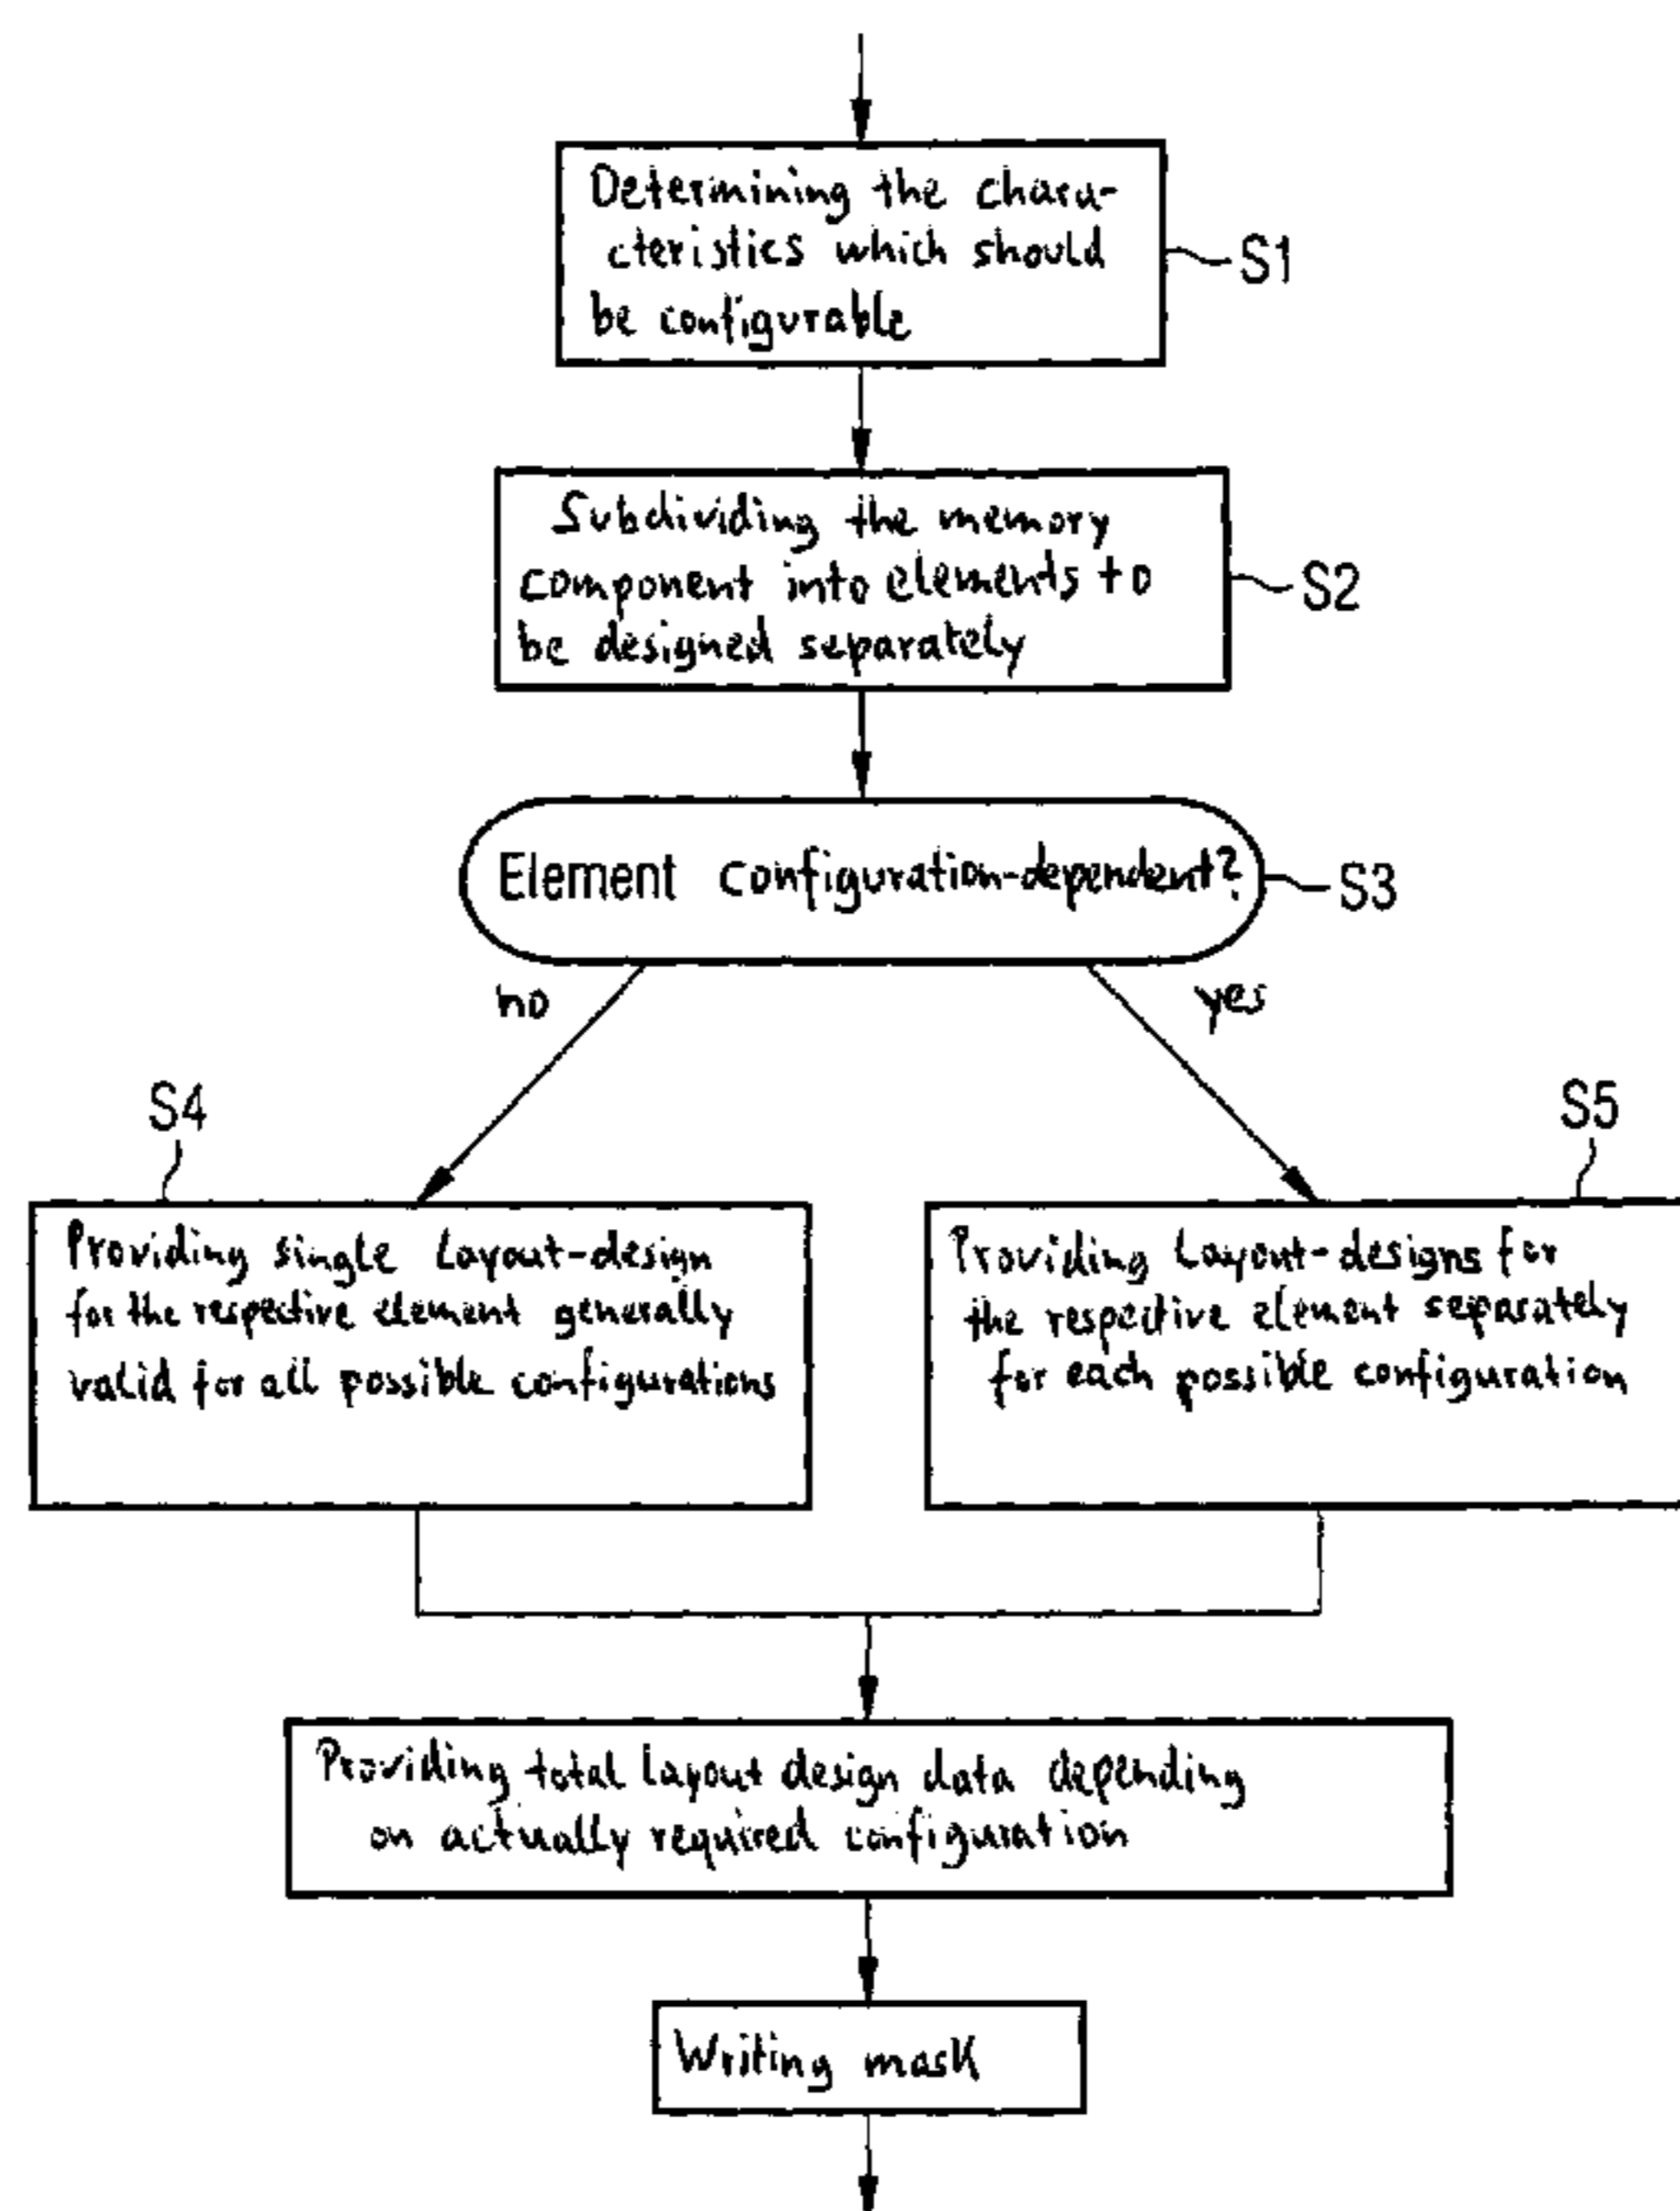 Determining the chara-
cteristics which should
be configurable
S1
Subdividing the memory
component into elements to
be designed separately
S2
Element configuration-dependent?
S3
no
yes
S4
S5
Providing single Layout-design
for the respective element generally
valid for all possible configurations
Providing Layout-designs for
the respective element separately
for each possible configuration
Providing total layout design data depending
on actually required configuration
Writing mask